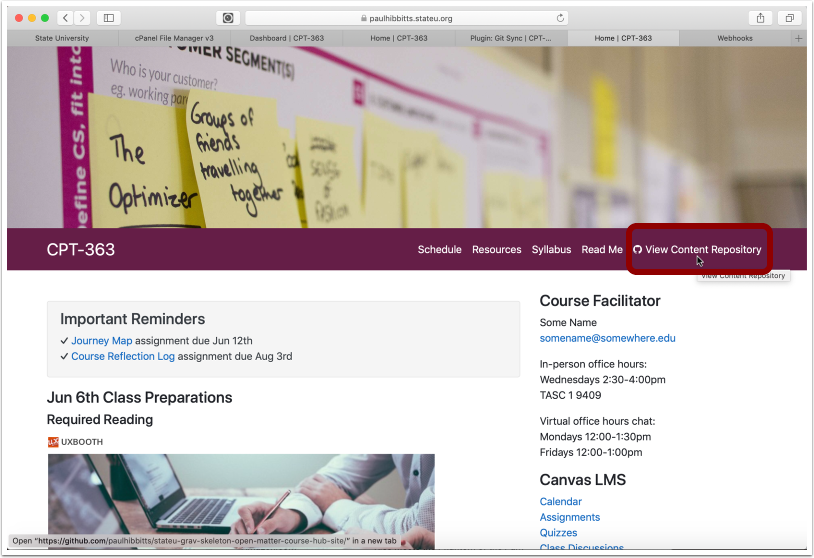 paulhibbitts.stateu.org
State University
cPanel File Manager v3
Dashboard | CPT-363
Home | CPT-363
Plugin: Git Sync | CPT-...
Home | CPT-363
Webhooks
OMER SEGMENT(S)
Who is your customer?
eg. working par
efine CS, fit into
The
Optimizer
Groups of
friends
travelling
together
CPT-363
Schedule
Resources
Syllabus
Read Me
View Content Repository
View Content Repository
Important Reminders
✓ Journey Map assignment due Jun 12th
✓ Course Reflection Log assignment due Aug 3rd
Jun 6th Class Preparations
Required Reading
UX UXBOOTH
Course Facilitator
Some Name
somename@somewhere.edu
In-person office hours:
Wednesdays 2:30-4:00pm
TASC 1 9409
Virtual office hours chat:
Mondays 12:00-1:30pm
Fridays 12:00-1:00pm
Canvas LMS
Calendar
Assignments
Quizzes
Class Discussions
Open "https://github.com/paulhibbitts/stateu-grav-skeleton-open-matter-course-hub-site/" in a new tab